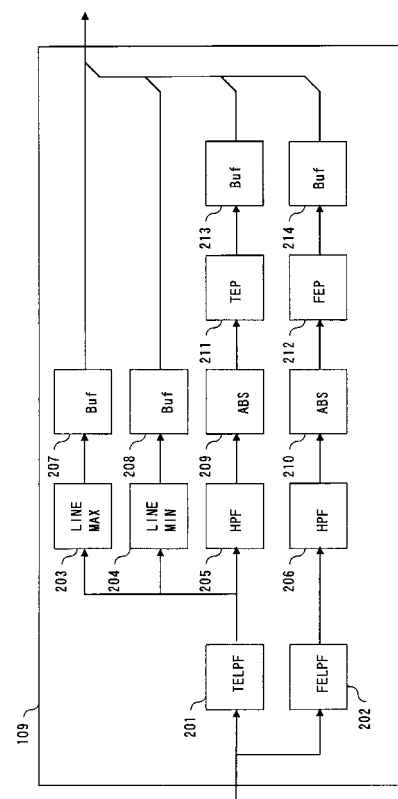 109
201
TELPF
202
FELPF
203
LINE
MAX
204
LINE
MIN
205
HPF
206
HPF
207
Buf
208
Buf
209
ABS
210
ABS
211
TEP
212
FEP
213
Buf
214
Buf